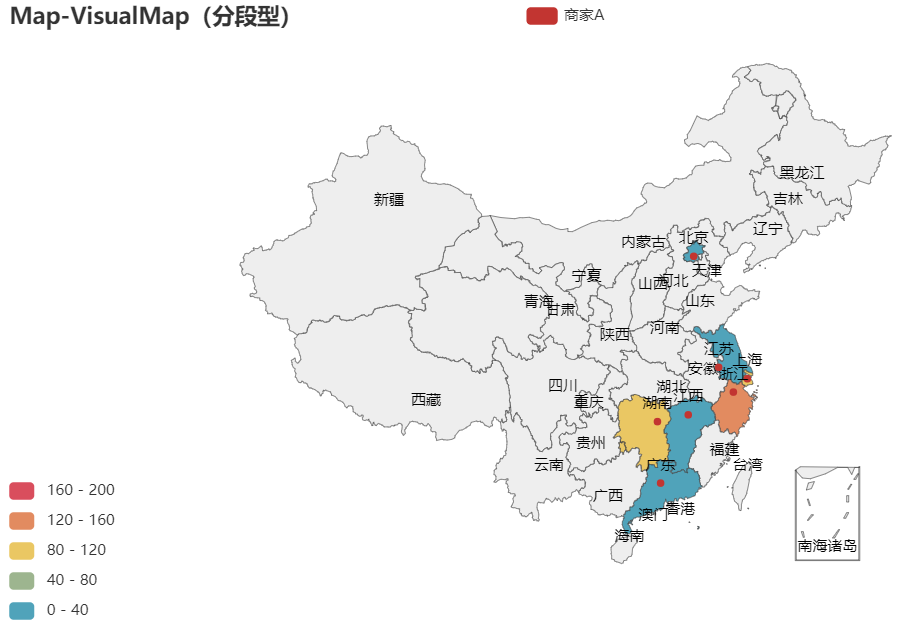 Map-VisualMap（分段型）
商家A
黑龙江
新疆
吉林
辽宁
北京
内蒙古
天津
宁夏
山西
河北
青海
甘肃
山东
陕西
河南
江苏
上海
安徽
浙江
四川
湖北
西藏
重庆
湖南
江西
贵州
福建
云南
广东
台湾
广西
澳门
香港
海南
南海诸岛
160 - 200
120 - 160
80 - 120
40 - 80
0 - 40